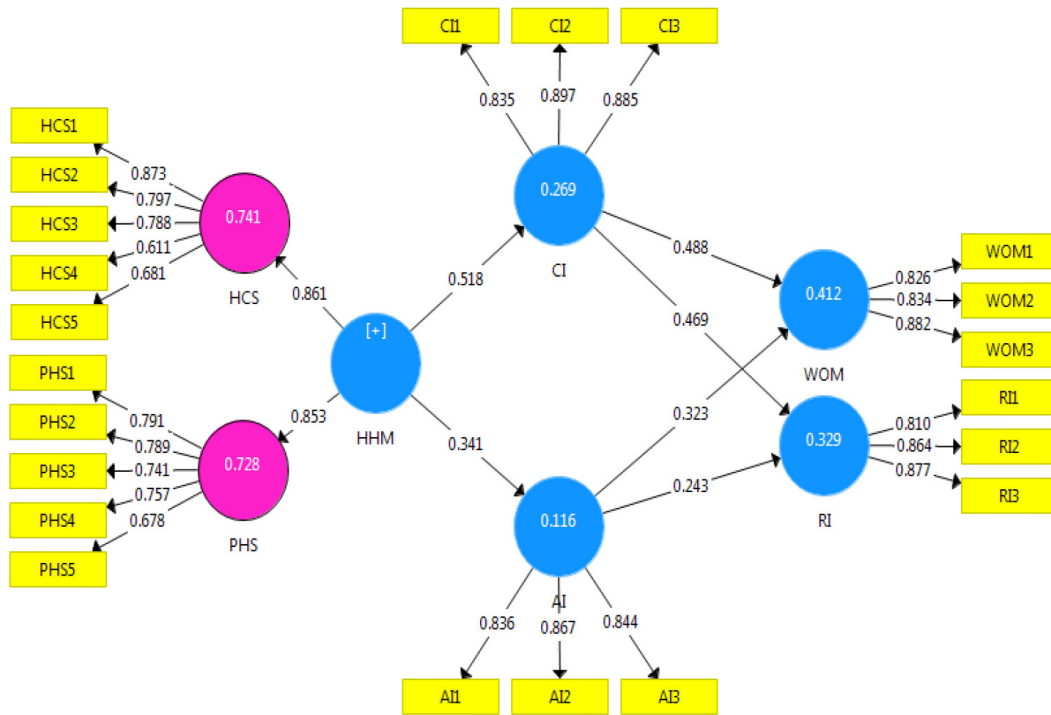 CI1
CI2
CI3
0.835
0.897
0.885
HCS1
HCS2
HCS3
HCS4
HCS5
0.873
0.797
0.788
0.611
0.681
0.741
HCS
0.861
PHS1
PHS2
PHS3
PHS4
PHS5
0.791
0.789
0.741
0.757
0.678
0.728
PHS
0.853
[+]
HHM
0.518
0.341
0.269
CI
0.488
0.469
0.323
0.243
0.116
AI
0.836
0.867
0.844
AI1
AI2
AI3
0.412
WOM
0.826
0.834
0.882
WOM1
WOM2
WOM3
0.329
RI
0.810
0.864
0.877
RI1
RI2
RI3